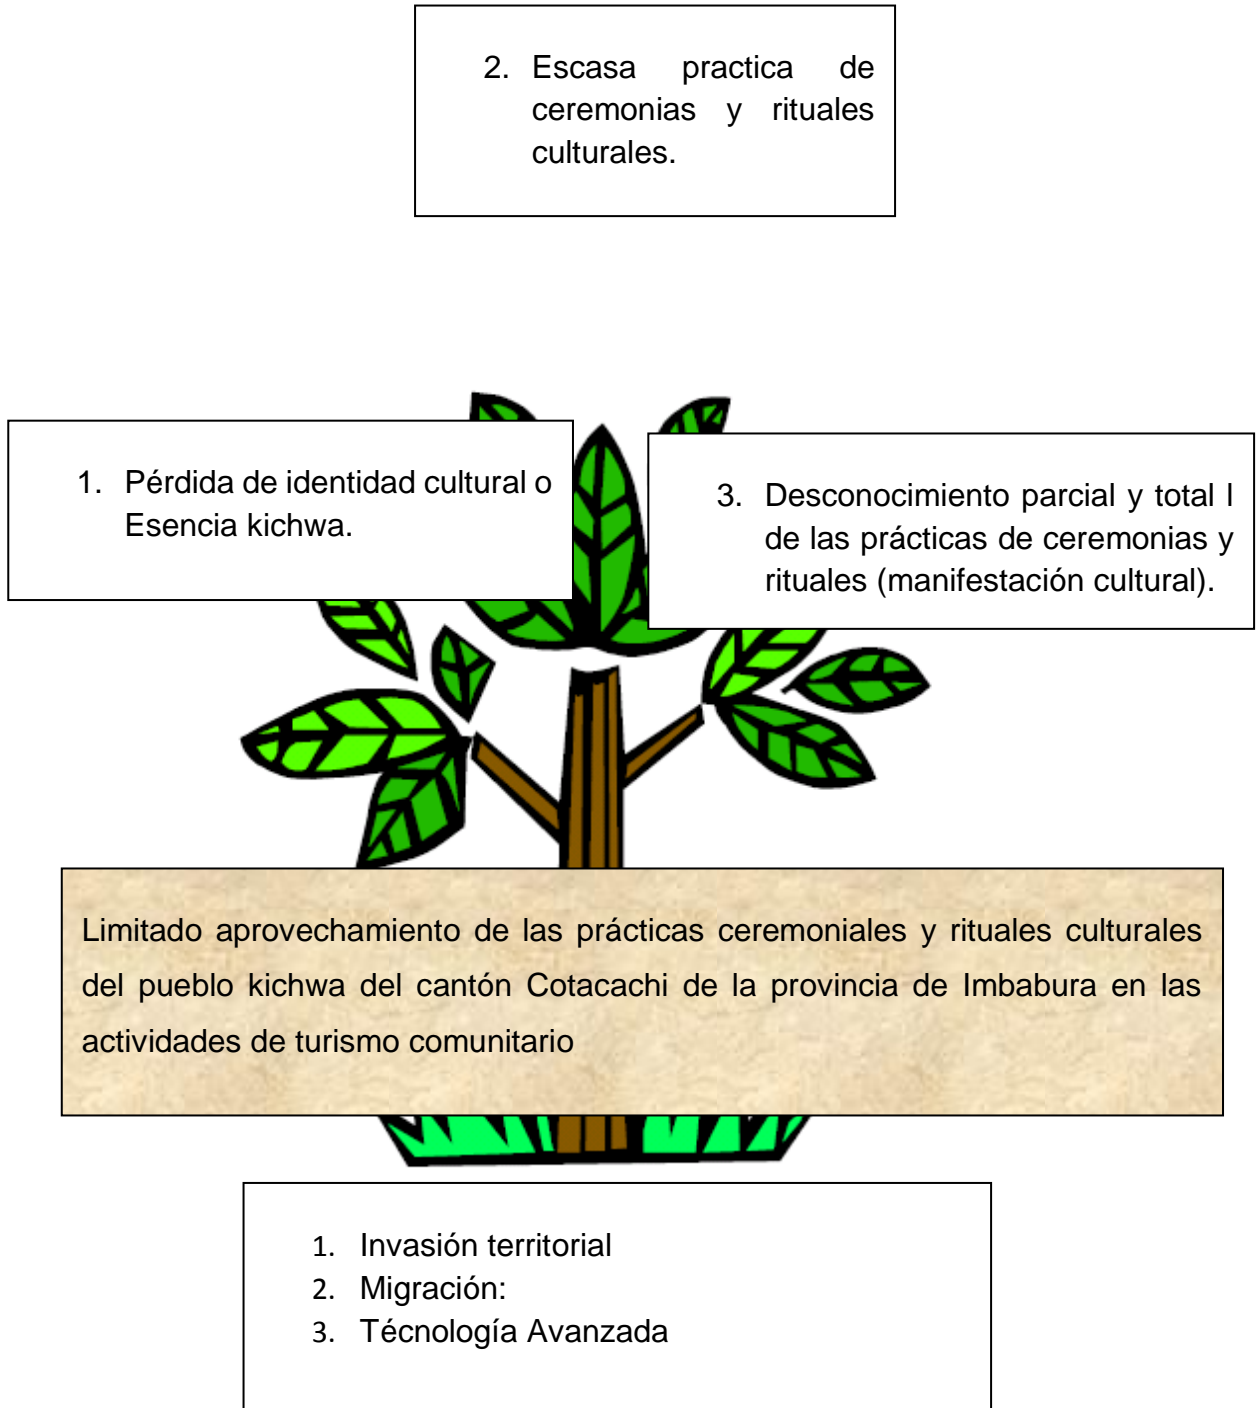 2. Escasa practica de
ceremonias y rituales
culturales.
1. Pérdida de identidad cultural o
Esencia kichwa.
3. Desconocimiento parcial y total l
de las prácticas de ceremonias y
rituales (manifestación cultural).
Limitado aprovechamiento de las prácticas ceremoniales y rituales culturales
del pueblo kichwa del cantón Cotacachi de la provincia de Imbabura en las
actividades de turismo comunitario
1. Invasión territorial
2. Migración:
3. Técnología Avanzada